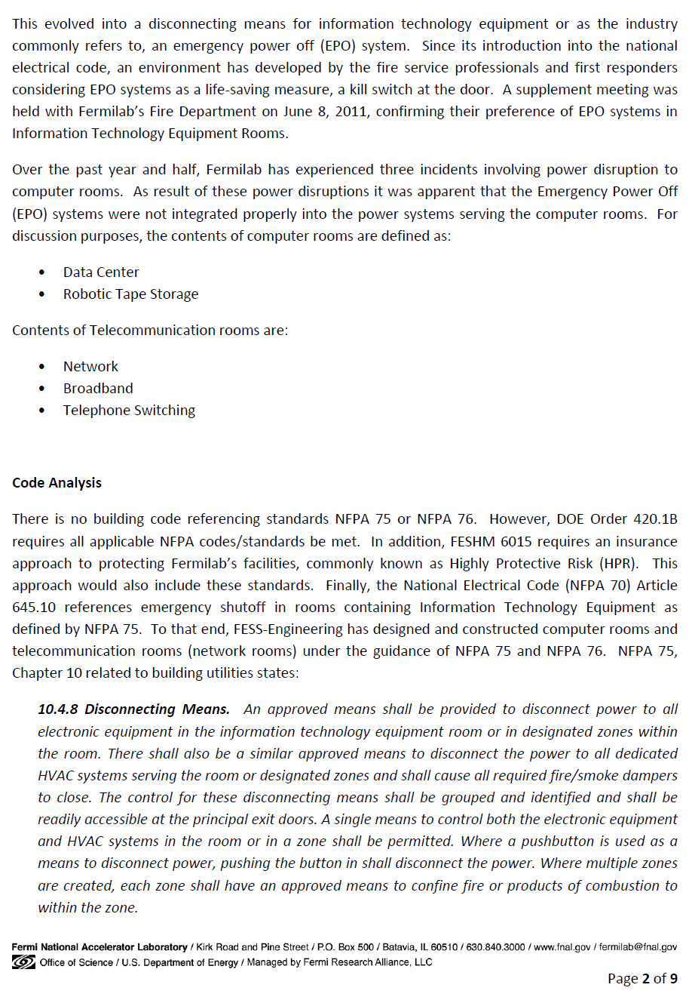 This evolved into a disconnecting means for information technology equipment or as the industry
commonly refers to, an emergency power off (EPO) system.  Since its introduction into the national
electrical code, an environment has developed by the fire service professionals and first responders
considering EPO systems as a life-saving measure, a kill switch at the door.  A supplement meeting was
held with Fermilab’s Fire Department on June 8, 2011, confirming their preference of EPO systems in
Information Technology Equipment Rooms.
Over the past year and half, Fermilab has experienced three incidents involving power disruption to
computer rooms.  As result of these power disruptions it was apparent that the Emergency Power Off
(EPO) systems were not integrated properly into the power systems serving the computer rooms.  For
discussion purposes, the contents of computer rooms are defined as:
• Data Center
• Robotic Tape Storage
Contents of Telecommunication rooms are:
• Network
• Broadband
• Telephone Switching
Code Analysis
There is no building code referencing standards NFPA 75 or NFPA 76.  However, DOE Order 420.1B
requires all applicable NFPA codes/standards be met.  In addition, FESHM 6015 requires an insurance
approach to protecting Fermilab’s facilities, commonly known as Highly Protective Risk (HPR).  This
approach would also include these standards.  Finally, the National Electrical Code (NFPA 70) Article
645.10 references emergency shutoff in rooms containing Information Technology Equipment as
defined by NFPA 75.  To that end, FESS-Engineering has designed and constructed computer rooms and
telecommunication rooms (network rooms) under the guidance of NFPA 75 and NFPA 76.  NFPA 75,
Chapter 10 related to building utilities states:
10.4.8 Disconnecting Means.  An approved means shall be provided to disconnect power to all
electronic equipment in the information technology equipment room or in designated zones within
the room. There shall also be a similar approved means to disconnect the power to all dedicated
HVAC systems serving the room or designated zones and shall cause all required fire/smoke dampers
to close. The control for these disconnecting means shall be grouped and identified and shall be
readily accessible at the principal exit doors. A single means to control both the electronic equipment
and HVAC systems in the room or in a zone shall be permitted. Where a pushbutton is used as a
means to disconnect power, pushing the button in shall disconnect the power. Where multiple zones
are created, each zone shall have an approved means to confine fire or products of combustion to
within the zone.
Fermi National Accelerator Laboratory / Kirk Road and Pine Street / P.O. Box 500 / Batavia, IL 60510 / 630.840.3000 / www.fnal.gov / fermilab@fnal.gov
Office of Science / U.S. Department of Energy / Managed by Fermi Research Alliance, LLC
Page 2 of 9